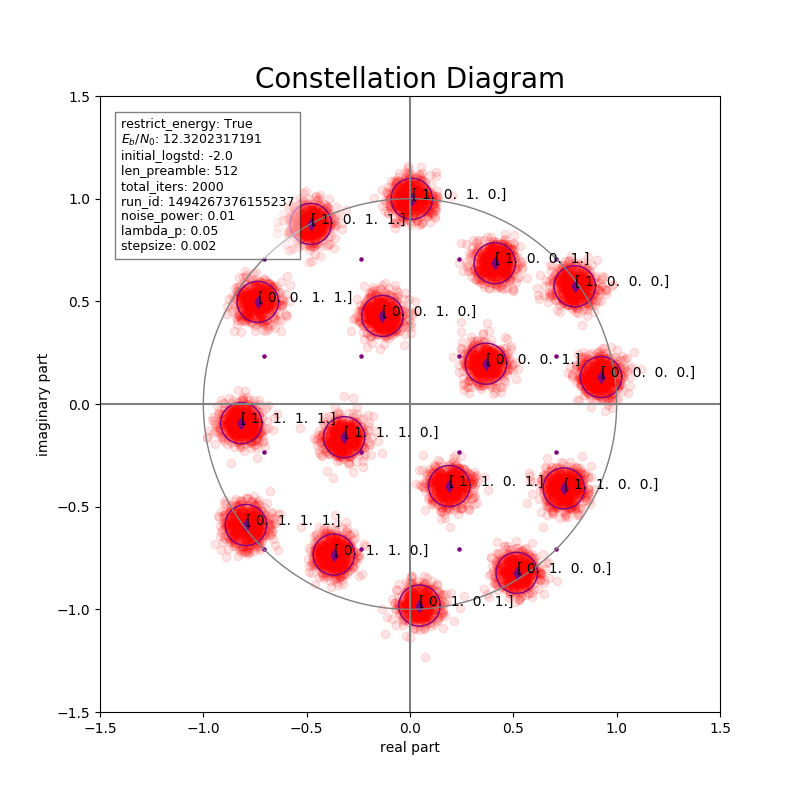 Constellation Diagram
restrict_energy: True
E_b/N_0: 12.3202317191
initial_logstd: -2.0
len_preamble: 512
total_iters: 2000
run_id: 1494267376155237
noise_power: 0.01
lambda_p: 0.05
stepsize: 0.002
[ 1. 0. 1. 0.]
[ 1. 0. 1. 1.]
[ 1. 0. 0. 1.]
[ 1. 0. 0. 0.]
[ 0. 0. 1. 1.]
[ 0. 0. 1. 0.]
[ 0. 0. 0. 1.]
[ 0. 0. 0. 0.]
[ 1. 1. 1. 1.]
[ 1. 1. 1. 0.]
[ 1. 1. 0. 1.]
[ 1. 1. 0. 0.]
[ 0. 1. 1. 1.]
[ 0. 1. 1. 0.]
[ 0. 1. 0. 0.]
[ 0. 1. 0. 1.]
1.5
1.0
0.5
0.0
−0.5
−1.0
−1.5
imaginary part
−1.5 −1.0 −0.5 0.0 0.5 1.0 1.5
real part